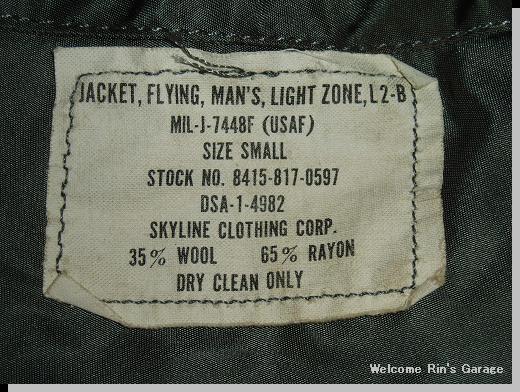 JACKET, FLYING, MAN'S, LIGHT ZONE, L2-B
MIL-J-7448F (USAF)
SIZE SMALL
STOCK NO. 8415-817-0597
DSA-1-4982
SKYLINE CLOTHING CORP.
35% WOOL 65% RAYON
DRY CLEAN ONLY
Welcome Rin's Garage